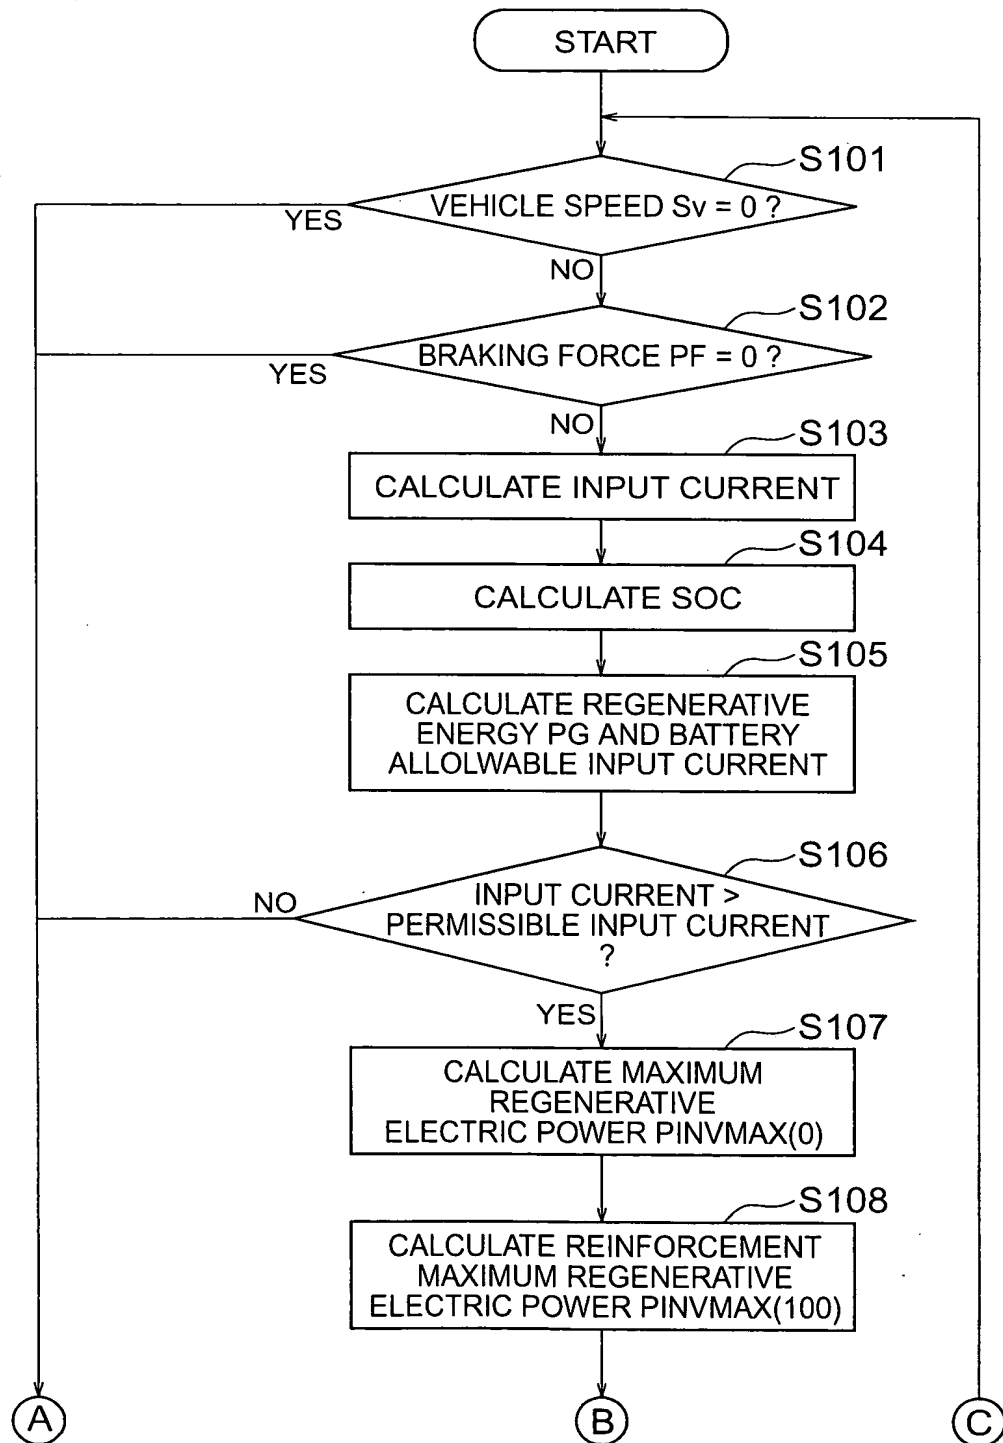 START
S101
VEHICLE SPEED Sv = 0 ?
YES
NO
S102
BRAKING FORCE PF = 0 ?
YES
NO
S103
CALCULATE INPUT CURRENT
S104
CALCULATE SOC
S105
CALCULATE REGENERATIVE
ENERGY PG AND BATTERY
ALLOLWABLE INPUT CURRENT
S106
INPUT CURRENT >
PERMISSIBLE INPUT CURRENT
?
NO
YES
S107
CALCULATE MAXIMUM
REGENERATIVE
ELECTRIC POWER PINVMAX(0)
S108
CALCULATE REINFORCEMENT
MAXIMUM REGENERATIVE
ELECTRIC POWER PINVMAX(100)
A
B
C